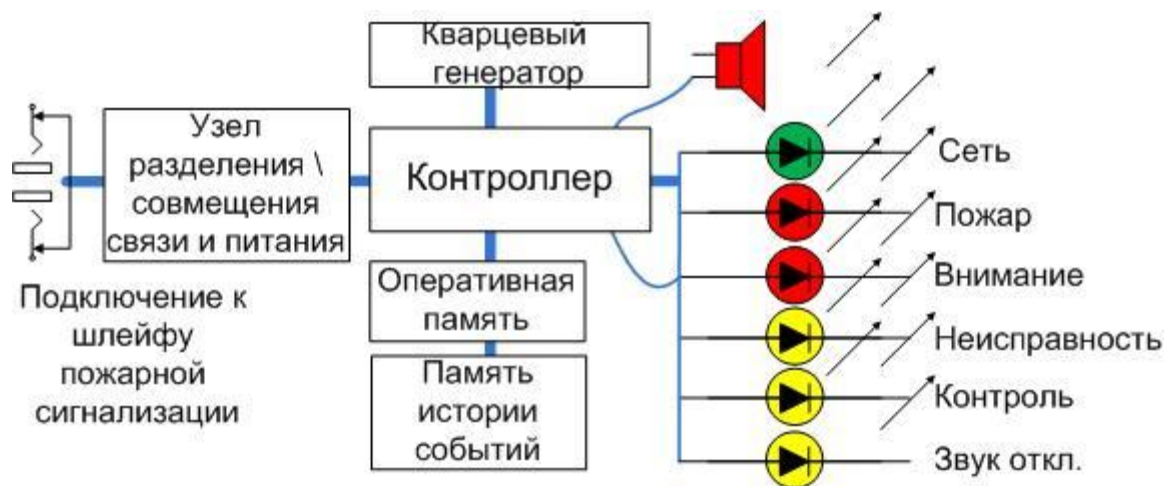 Кварцевый
генератор
Узел
разделения \
совмещения
связи и питания
Контроллер
Оперативная
память
Память
истории
событий
Подключение к
шлейфу
пожарной
сигнализации
Сеть
Пожар
Внимание
Неисправность
Контроль
Звук откл.